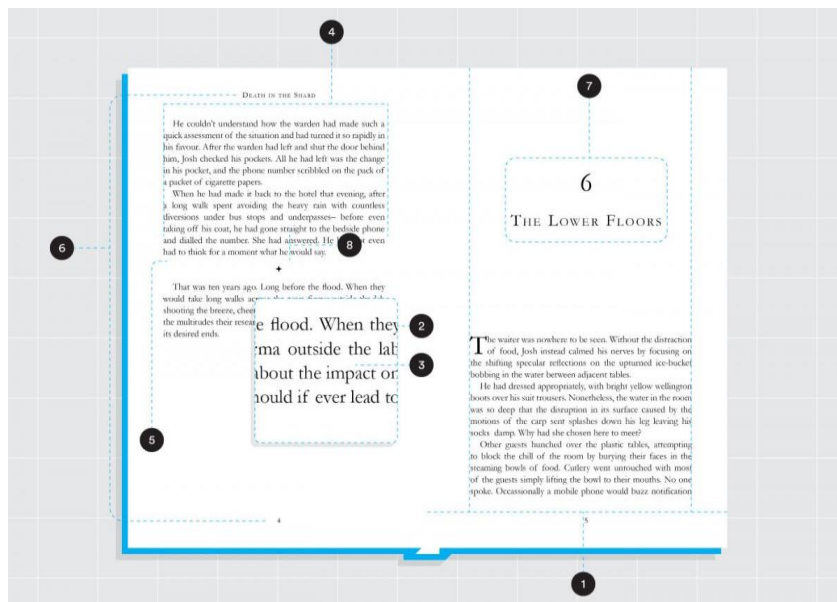 4
7
DEATH IN THE SHARD
He couldn't understand how the warden had made such a
quick assessment of the situation and had turned it so rapidly in
his favour. After the warden had left and shut the door behind
him, Josh checked his pockets. All he had left was the change
in his pocket, and the phone number scribbled on the pack of
a packet of cigarette papers.
When he had made it back to the hotel that evening, after
a long walk spent avoiding the heavy rain with countless
diversions under bus stops and underpasses– before even
taking off his coat, he had gone straight to the bedside phone
and dialled the number. She had answered. He even
had to think for a moment what he would say.
8
6
That was ten years ago. Long before the flood. When they
would take long walks
shooting the breeze,
the multitudes their
its desired ends.
e flood. When they
rma outside the lab
about the impact on
hould if ever lead to
2
3
5
4
6
THE LOWER FLOORS
The waiter was nowhere to be seen. Without the distraction
of food, Josh instead calmed his nerves by focusing on
the shifting specular reflections on the upturned ice-bucket
bobbing in the water between adjacent tables.
He had dressed appropriately, with bright yellow wellington
boots over his suit trousers. Nonetheless, the water in the room
was so deep that the disruption in its surface caused by the
motions of the carp sent splashes down his leg leaving his
socks damp. Why had she chosen here to meet?
Other guests hunched over the plastic tables, attempting
to block the chill of the room by burying their faces in the
steaming bowls of food. Cutlery went untouched with most
of the guests simply lifting the bowl to their mouths. No one
spoke. Occassionally a mobile phone would buzz notification
5
1